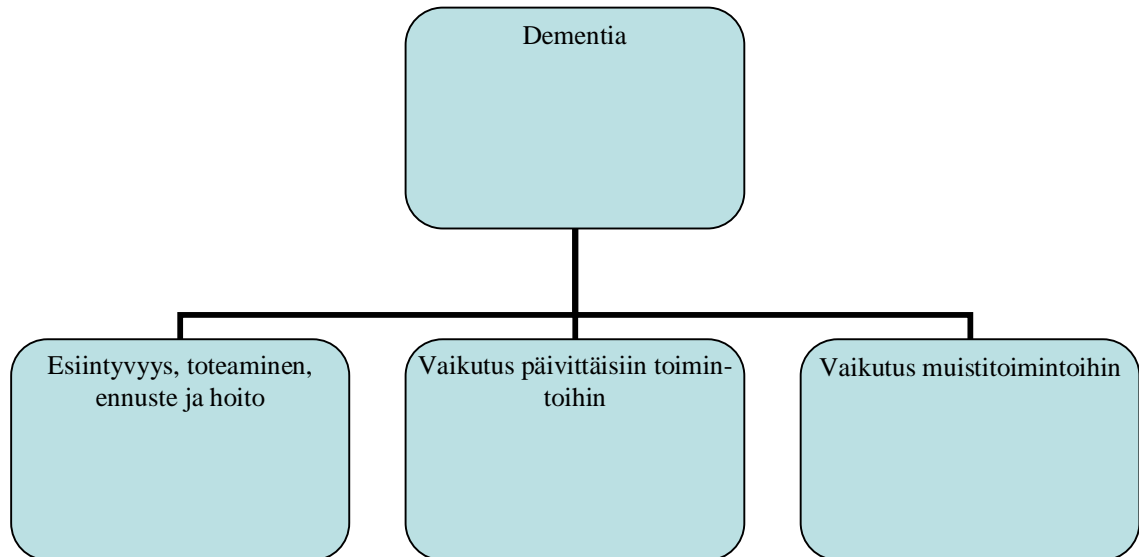 Dementia
Esiintyvyys, toteaminen,
ennuste ja hoito
Vaikutus päivittäisiin toimin-
toihin
Vaikutus muistitoimintoihin